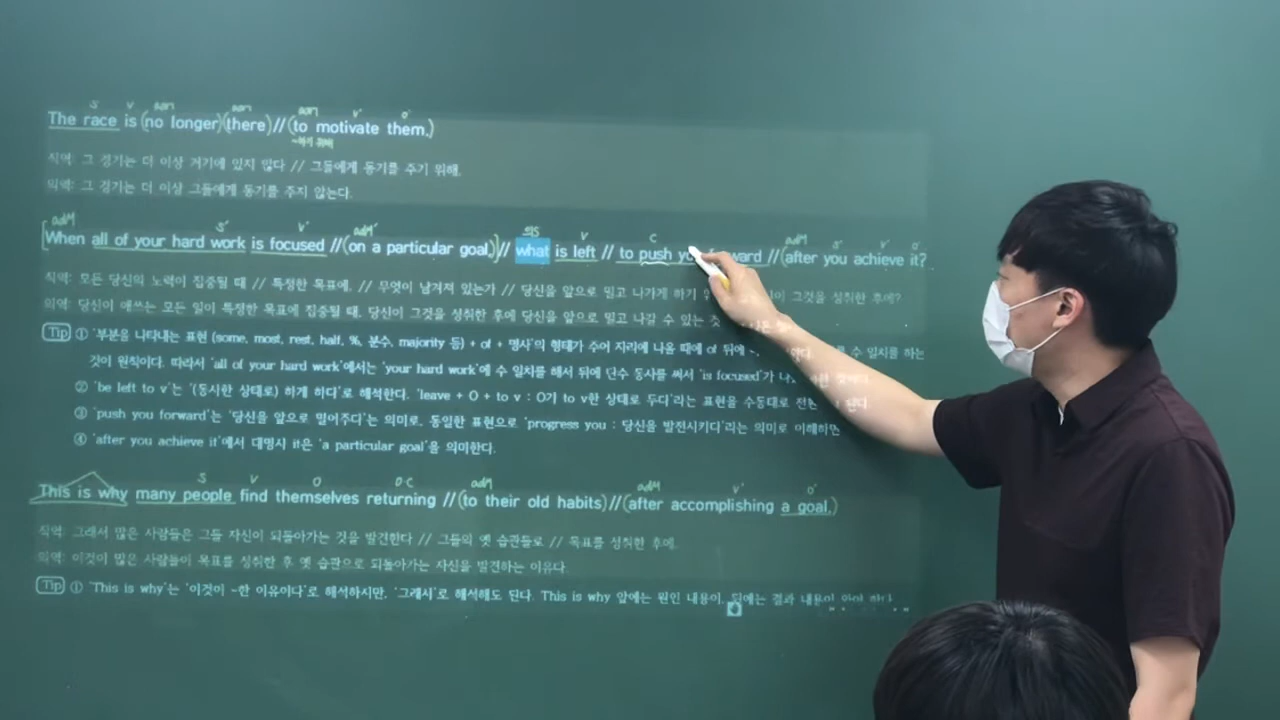 S V adm adm adm V' O'
The race is (no longer)(there)//(to motivate them.)
~하기 위해
직역: 그 경기는 더 이상 거기에 있지 않다 // 그들에게 동기를 주기 위해.
의역: 그 경기는 더 이상 그들에게 동기를 주지 않는다.
adM S' V' adM' V C adM S' V' O'
[When all of your hard work is focused //(on a particular goal,)]// what is left // to push ward //(after you achieve it?
직역: 모든 당신의 노력이 집중될 때 // 특정한 목표에, // 무엇이 남겨져 있는가 // 당신을 앞으로 밀고 나가게 하기 그것을 성취한 후에?
의역: 당신이 애쓰는 모든 일이 특정한 목표에 집중될 때, 당신이 그것을 성취한 후에 당신을 앞으로 밀고 나갈 수 있는 것
Tip ① '부분을 나타내는 표현 (some, most, rest, half, %, 분수, majority 등) + of + 명사'의 형태가 주어 자리에 나올 때에 of 뒤에 수 일치를 하는
것이 원칙이다. 따라서 'all of your hard work'에서는 'your hard work'에 수 일치를 해서 뒤에 단수 동사를 써서 'is focused'가
② 'be left to v'는 '(동시한 상태로) 하게 하다'로 해석한다. 'leave + O + to v : O가 to v한 상태로 두다'라는 표현을 수동태로 된다.
③ 'push you forward'는 '당신을 앞으로 밀어주다'는 의미로, 동일한 표현으로 'progress you : 당신을 발전시키다'라는 의미로 이해하면
④ 'after you achieve it'에서 대명사 it은 'a particular goal'을 의미한다.
S V O O·C adM adM V' O'
This is why many people find themselves returning //(to their old habits)//(after accomplishing a goal.)
직역: 그래서 많은 사람들은 그들 자신이 되돌아가는 것을 발견한다 // 그들의 옛 습관들로 // 목표를 성취한 후에.
의역: 이것이 많은 사람들이 목표를 성취한 후 옛 습관으로 되돌아가는 자신을 발견하는 이유다.
Tip ① 'This is why'는 '이것이 ~한 이유이다'로 해석하지만, '그래서'로 해석해도 된다. This is why 앞에는 원인 내용이, 뒤에는 결과 내용이